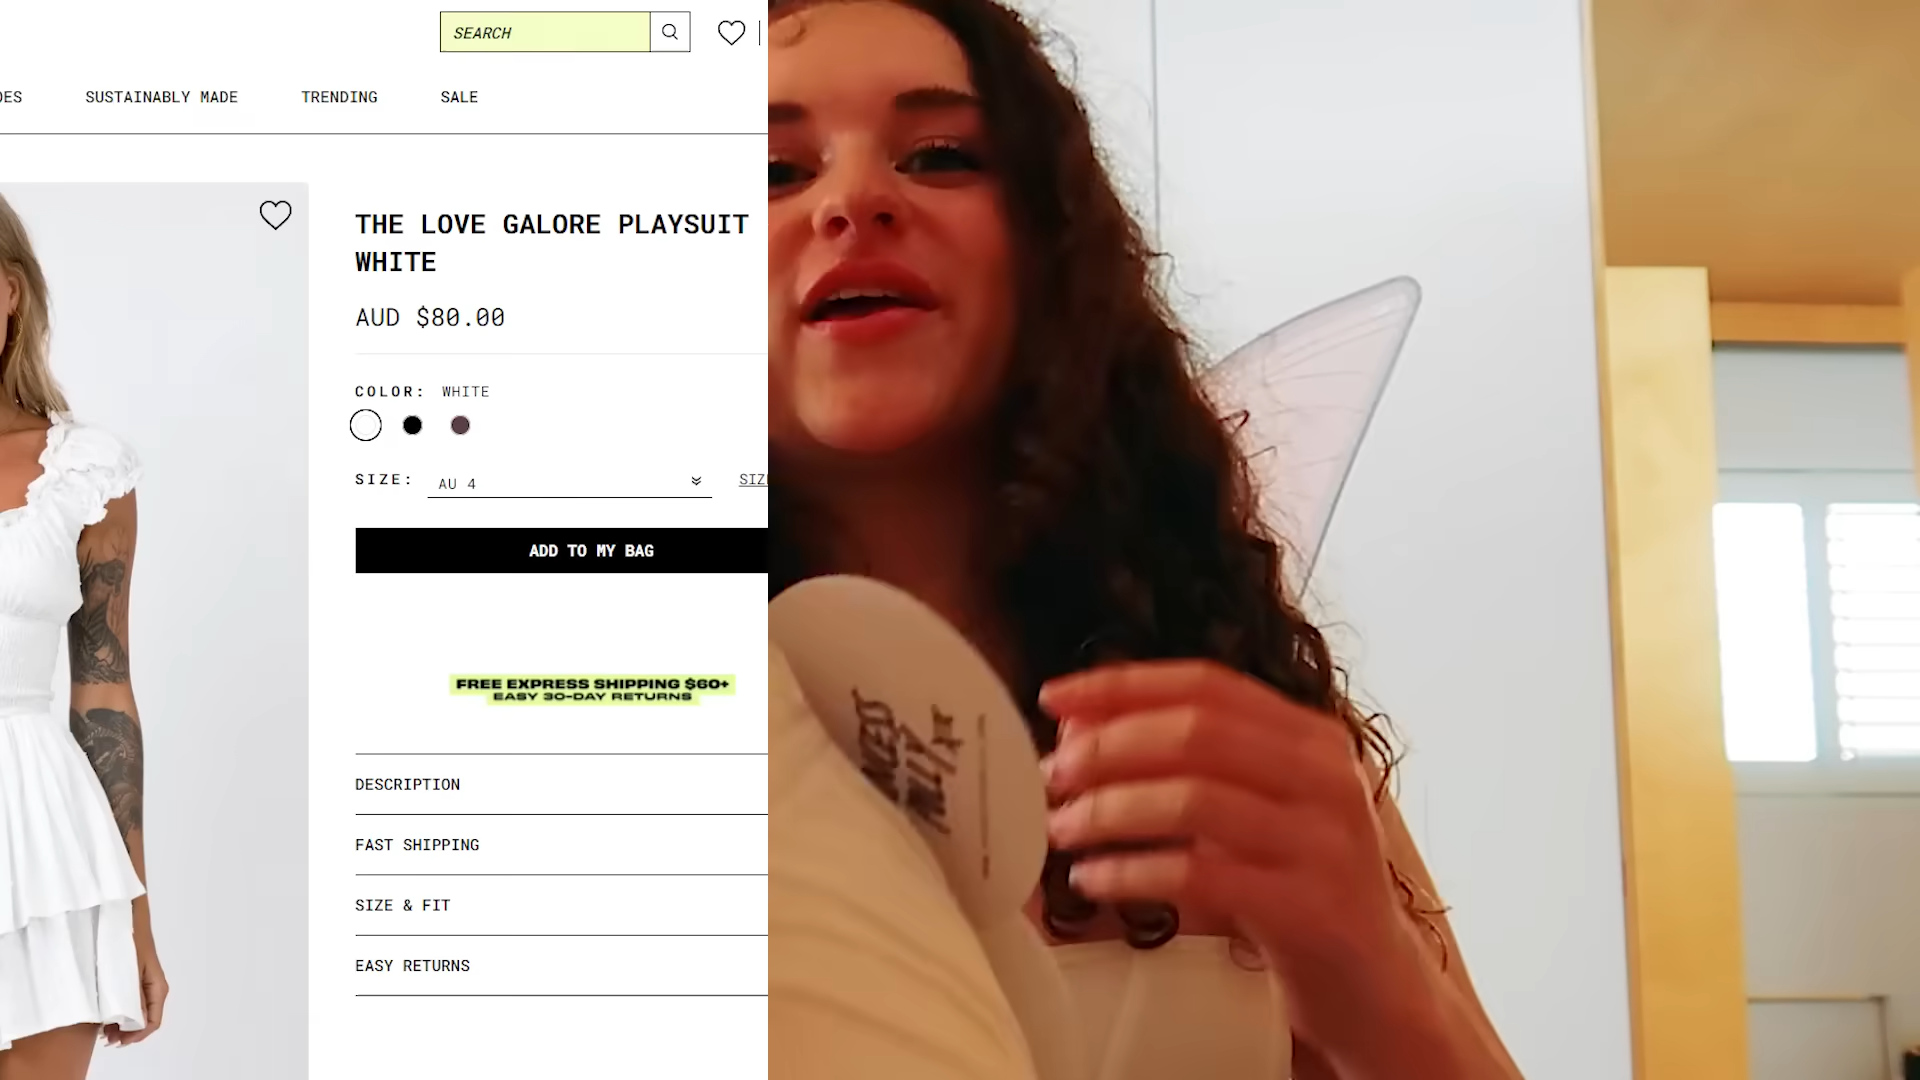 SEARCH
SUSTAINABLY MADE
TRENDING
SALE
THE LOVE GALORE PLAYSUIT
WHITE
AUD $80.00
COLOR: WHITE
SIZE:
AU 4
ADD TO MY BAG
FREE EXPRESS SHIPPING $60+
EASY 30-DAY RETURNS
DESCRIPTION
FAST SHIPPING
SIZE & FIT
EASY RETURNS